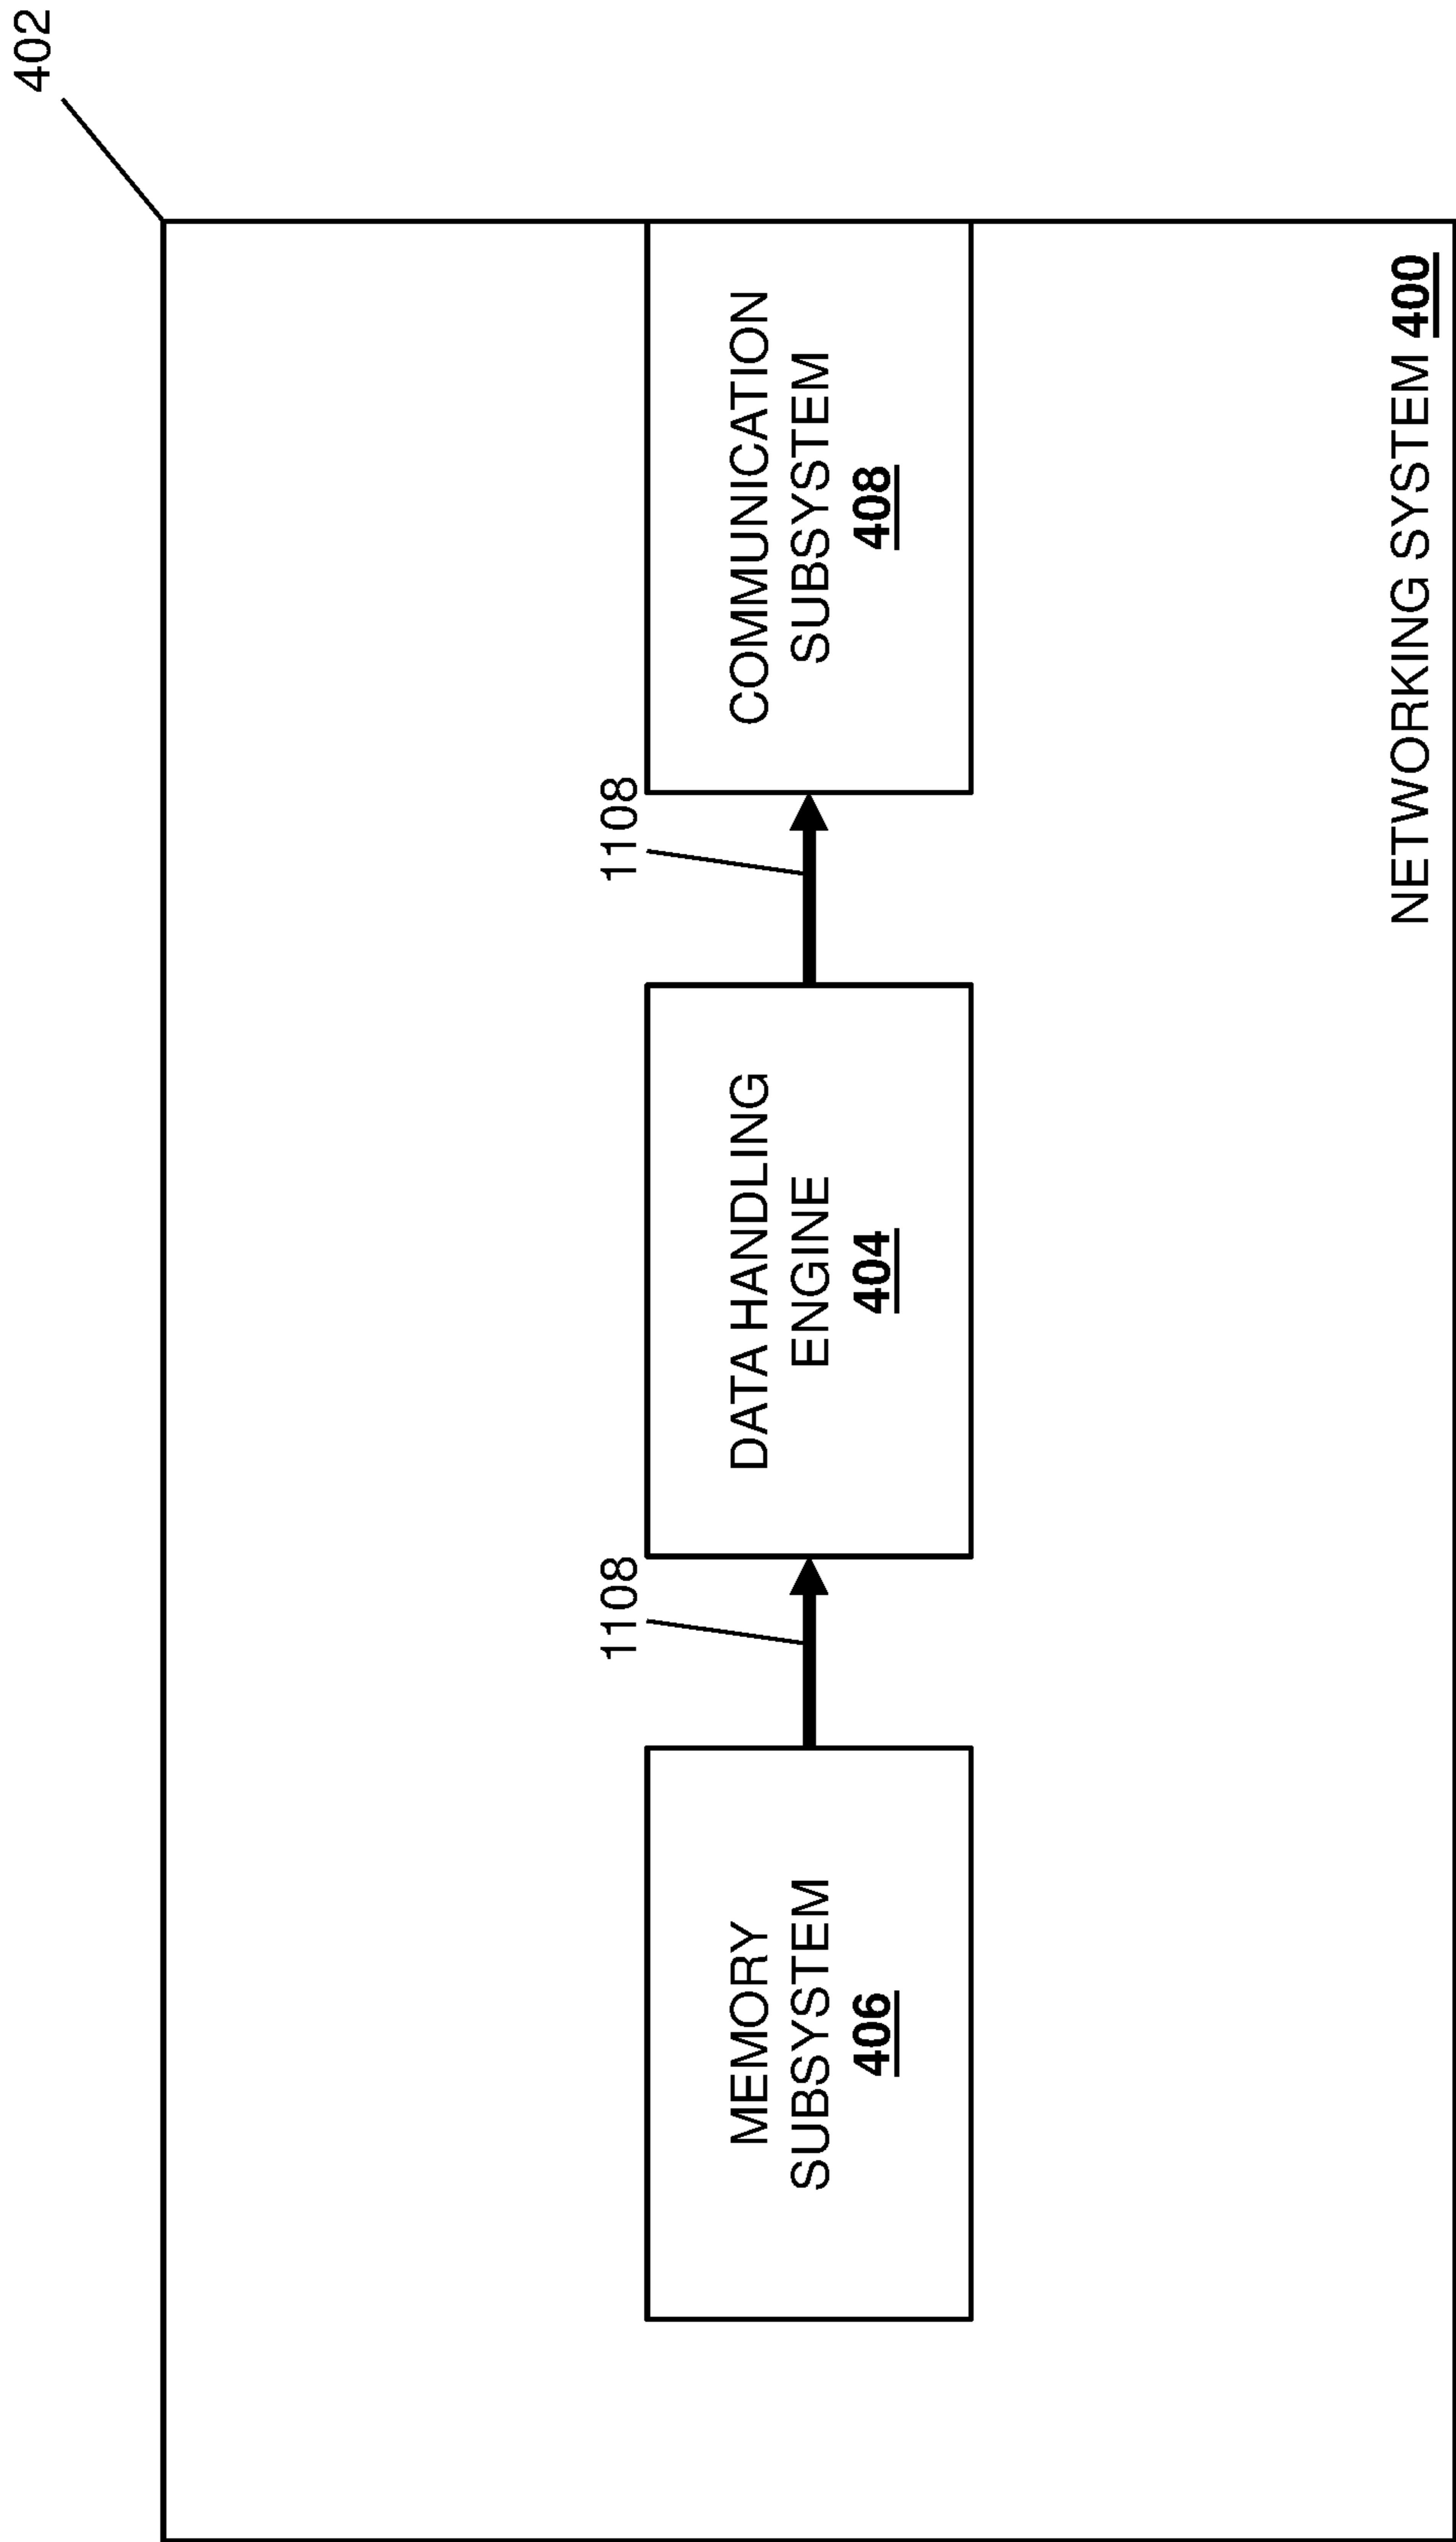 402
1108
1108
MEMORY
SUBSYSTEM
406
DATA HANDLING
ENGINE
404
COMMUNICATION
SUBSYSTEM
408
NETWORKING SYSTEM 400